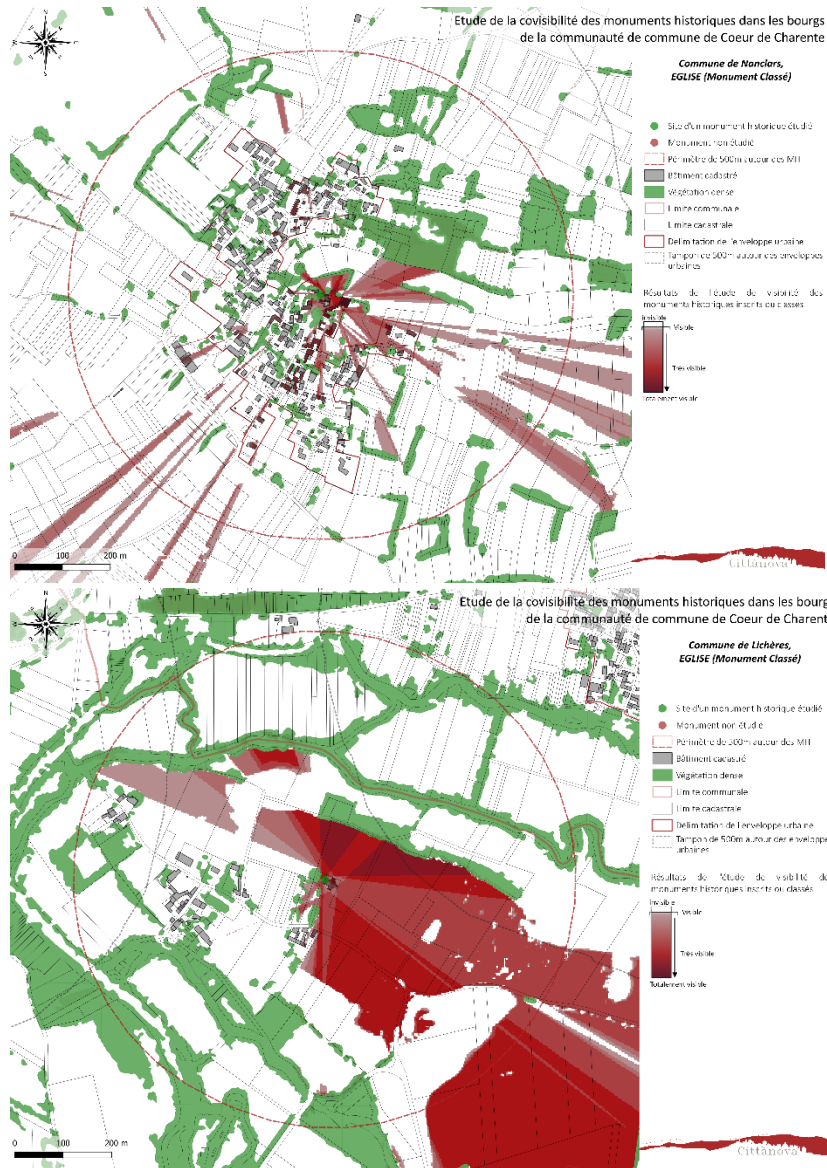 Etude de la covisibilité des monuments historiques dans les bourgs
de la communauté de commune de Coeur de Charente
Commune de Nanclars,
EGLISE (Monument Classé)
Site d'un monument historique étudié
Monument non étudié
Périmètre de 500m autour des MH
Bâtiment cadastré
Végétation dense
Limite communale
Limite cadastrale
Délimitation de l'enveloppe urbaine
Tampon de 500m autour des enveloppes
urbaines
Résultats de l'étude de visibilité des
monuments historiques inscrits ou classés
Invisible
Visible
Très visible
Totalement visible
0 100 200 m
Cittànova
N
Etude de la covisibilité des monuments historiques dans les bourg
de la communauté de commune de Coeur de Charent
Commune de Lichères,
EGLISE (Monument Classé)
Site d'un monument historique étudié
Monument non étudié
Périmètre de 500m autour des MH
Bâtiment cadastré
Végétation dense
Limite communale
Limite cadastrale
Délimitation de l'enveloppe urbaine
Tampon de 500m autour des enveloppe
urbaines
Résultats de l'étude de visibilité de
monuments historiques inscrits ou classés
Invisible
Visible
Très visible
Totalement visible
0 100 200 m
Cittànova